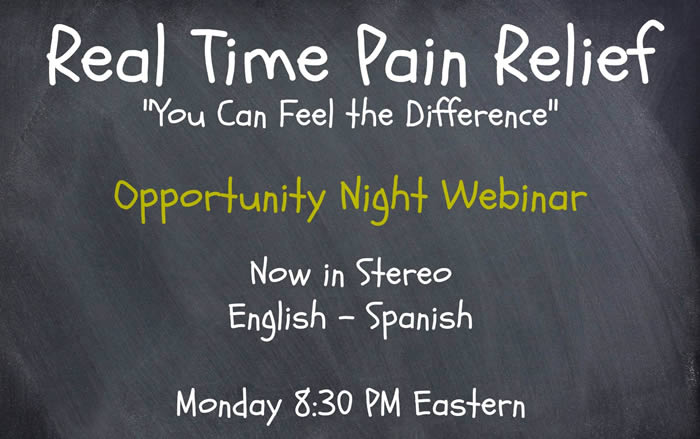 Real Time Pain Relief
"You Can Feel the Difference"
Opportunity Night Webinar
Now in Stereo
English - Spanish
Monday 8:30 PM Eastern